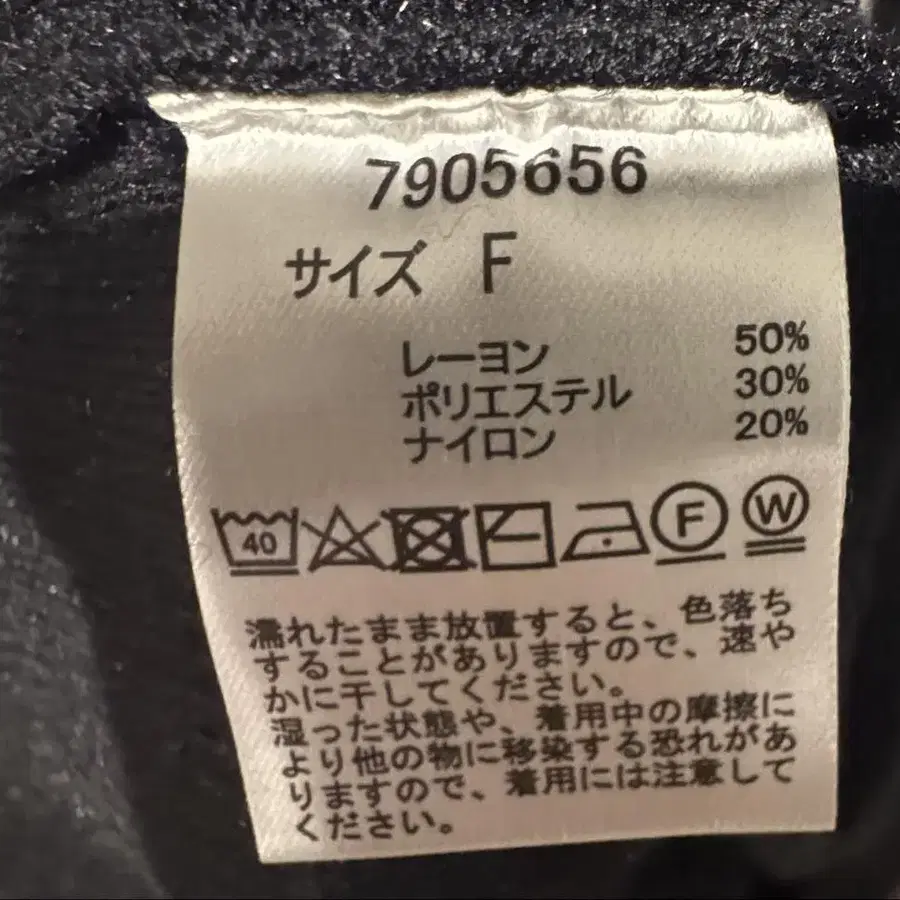 7905656
サイズ F
レーヨン 50%
ポリエステル 30%
ナイロン 20%
40 F W
濡れたまま放置すると、色落ち
することがありますので、速や
かに干してください。
湿った状態や、着用中の摩擦に
より他の物に移染する恐れがあ
りますので、着用には注意して
ください。